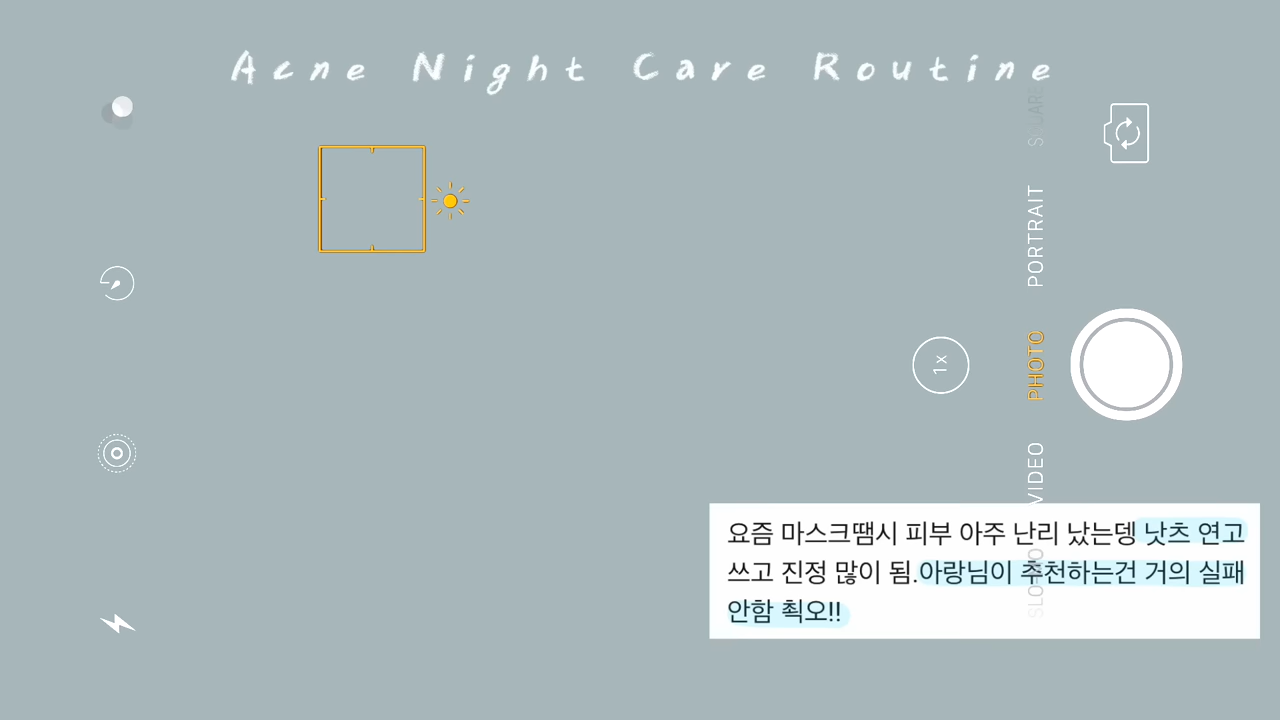 Acne Night Care Routine
SOLAR
PORTRAIT
PHOTO
1x
VIDEO
요즘 마스크땜시 피부 아주 난리 났는뎅 낫츠 연고
쓰고 진정 많이 됨.아랑님이 추천하는건 거의 실패
안함 쵝오!!